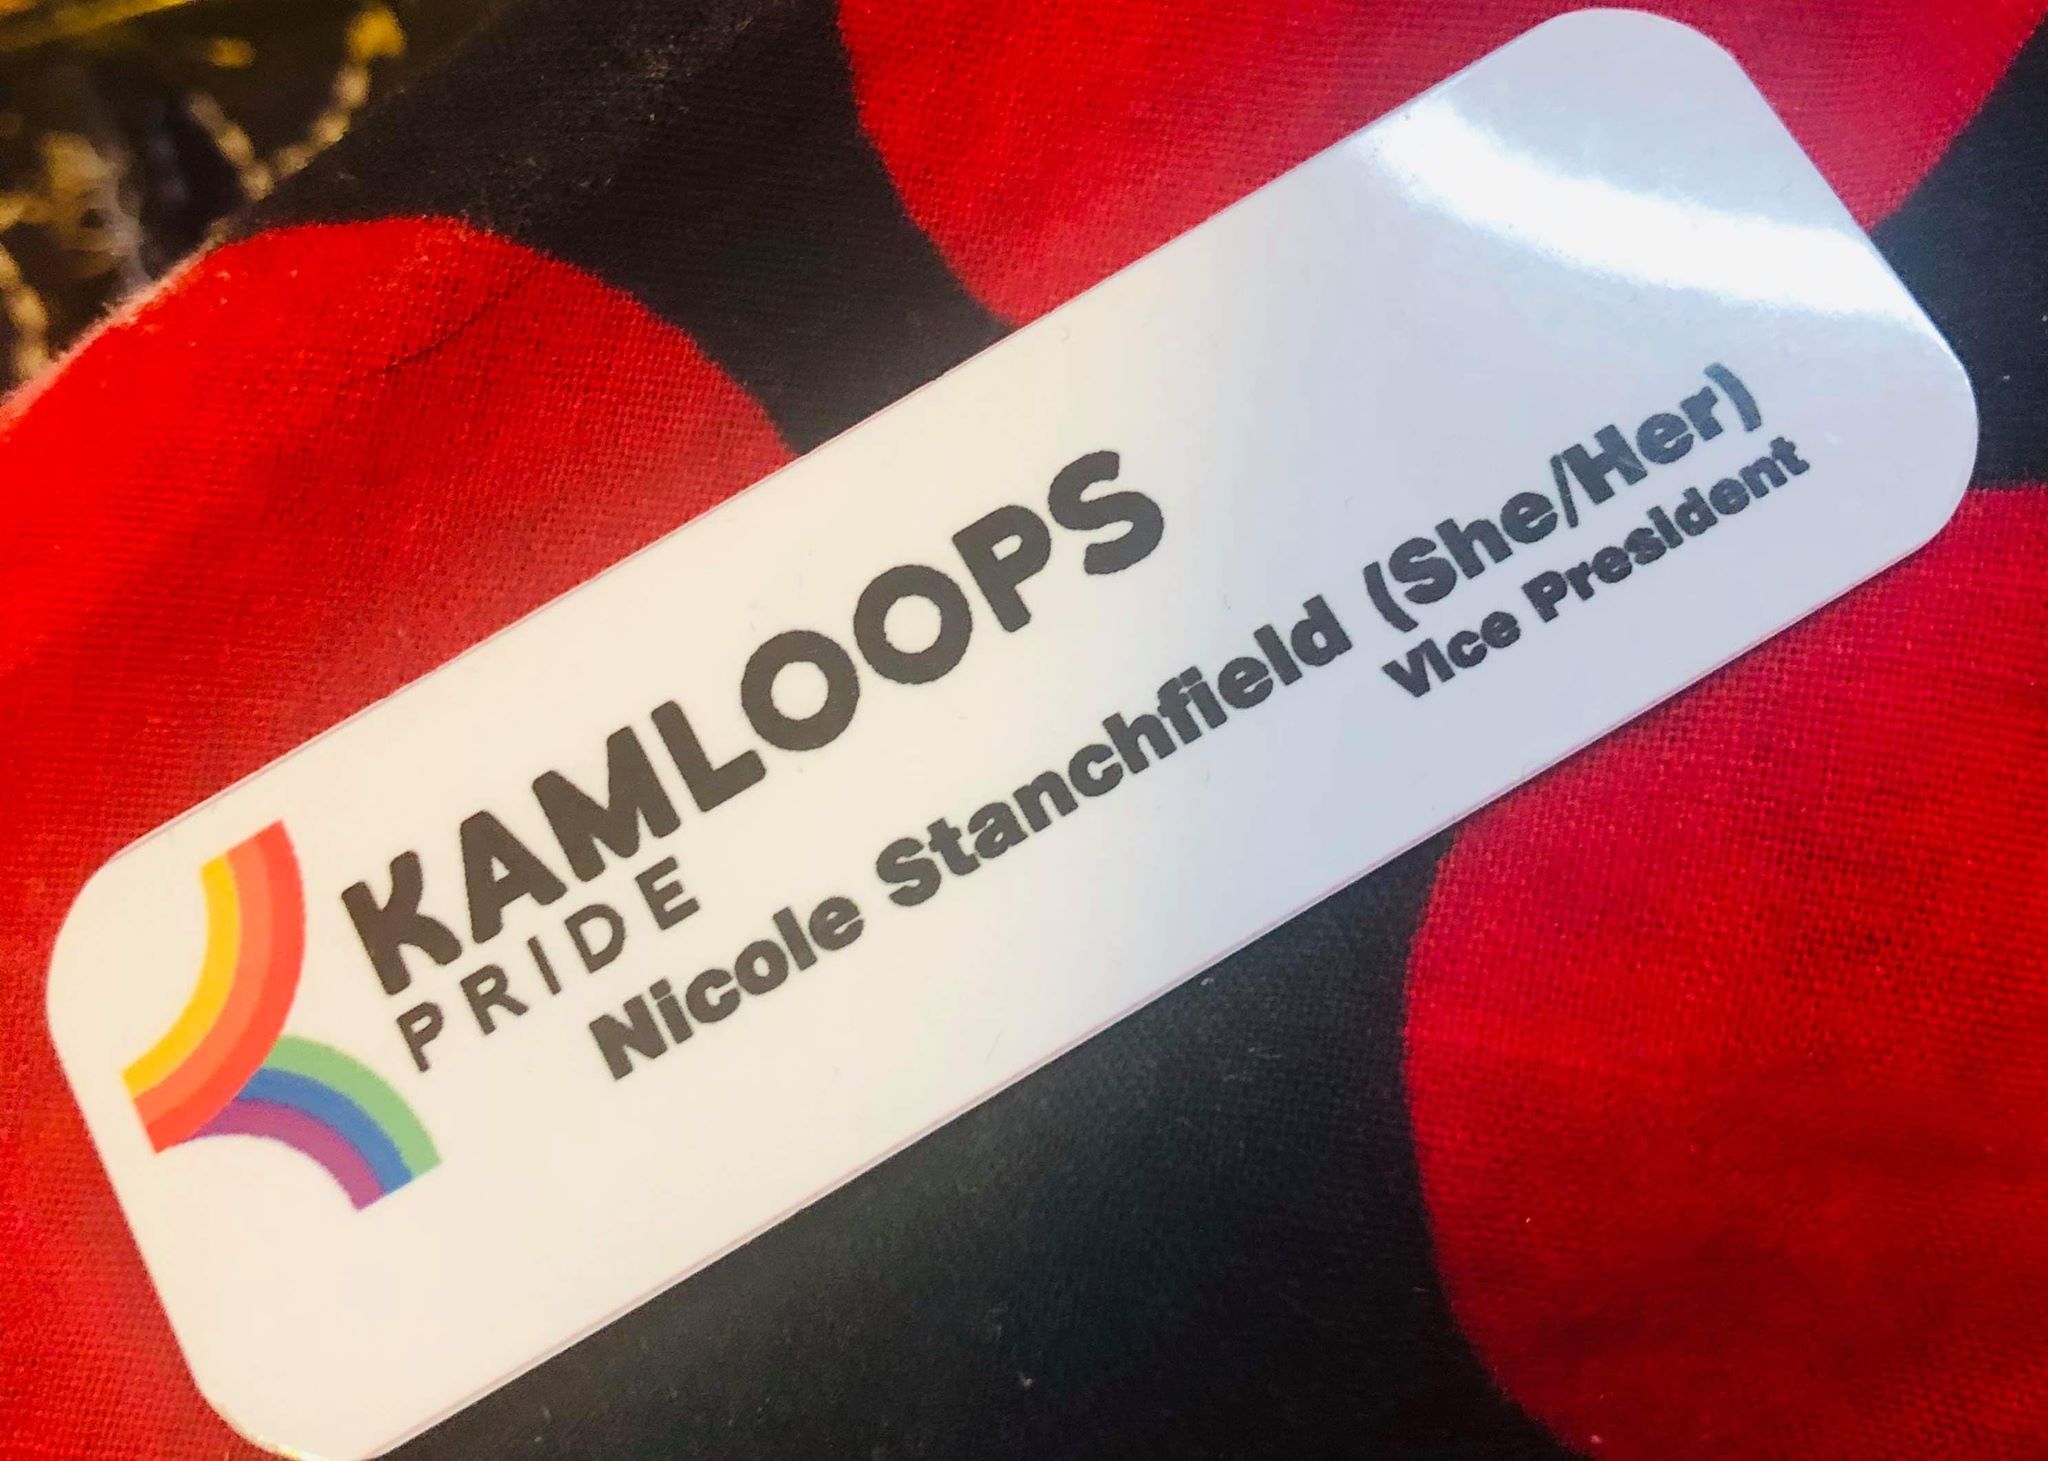 KAMLOOPS
PRIDE
Nicole Stanchfield (She/Her)
Vice President